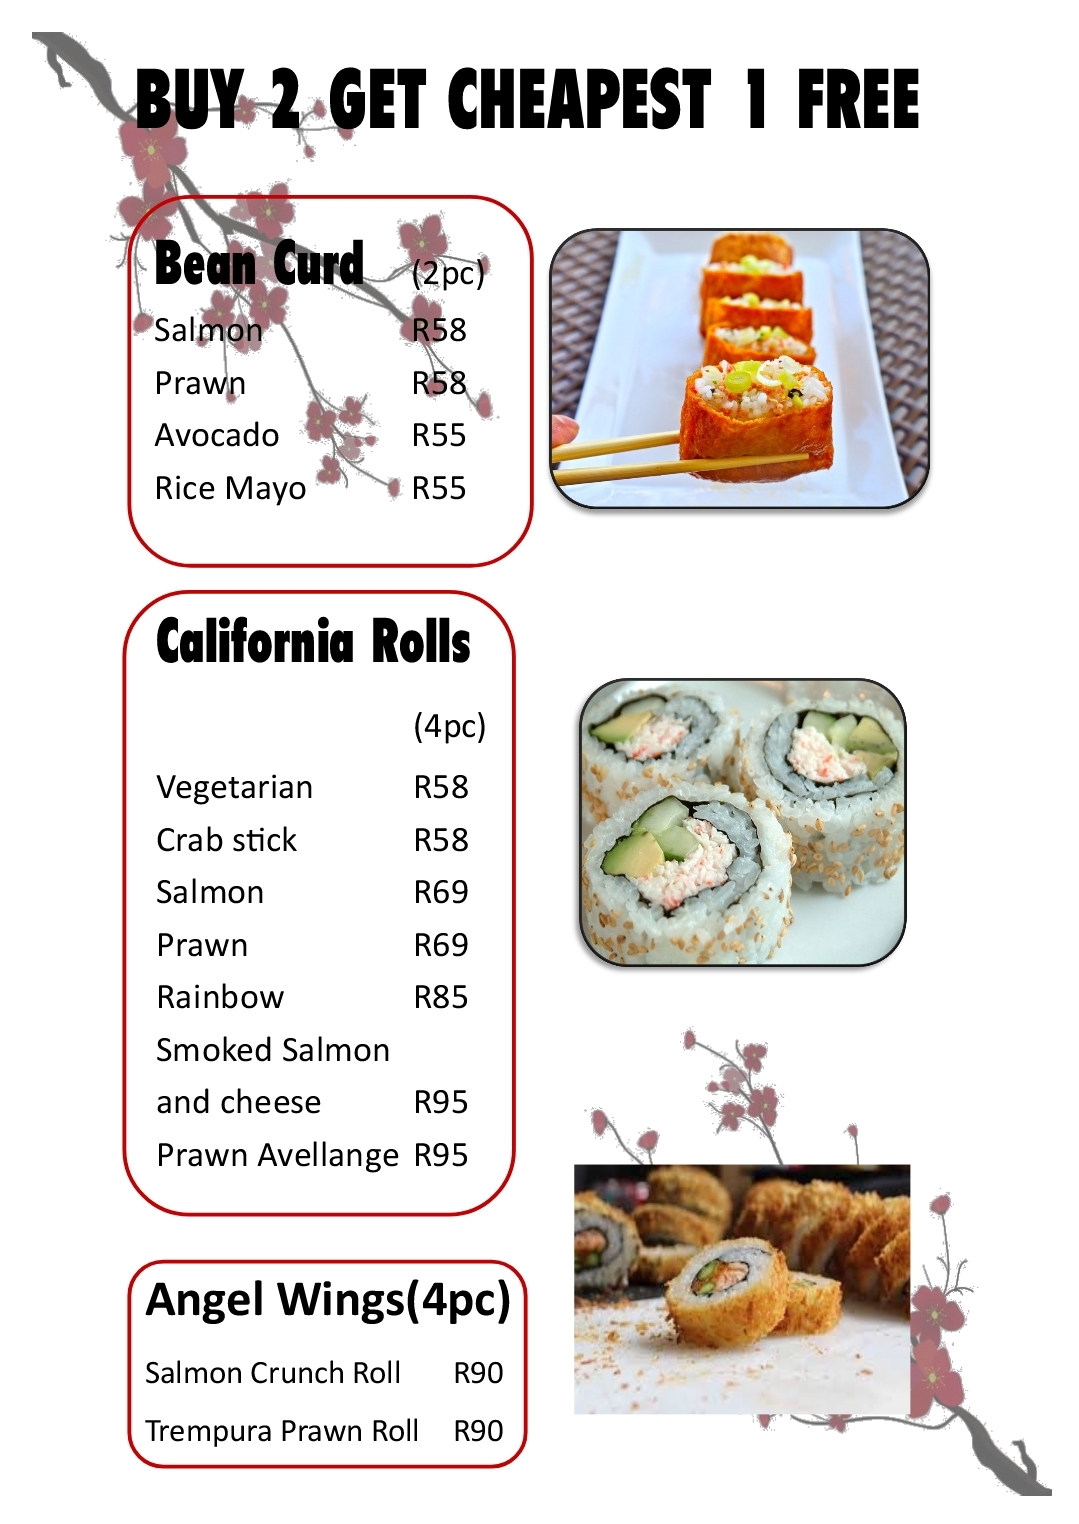 BUY 2 GET CHEAPEST 1 FREE
Bean Curd (2pc)
Salmon R58
Prawn R58
Avocado R55
Rice Mayo R55
California Rolls
(4pc)
Vegetarian R58
Crab stick R58
Salmon R69
Prawn R69
Rainbow R85
Smoked Salmon
and cheese R95
Prawn Avellange R95
Angel Wings(4pc)
Salmon Crunch Roll R90
Trempura Prawn Roll R90